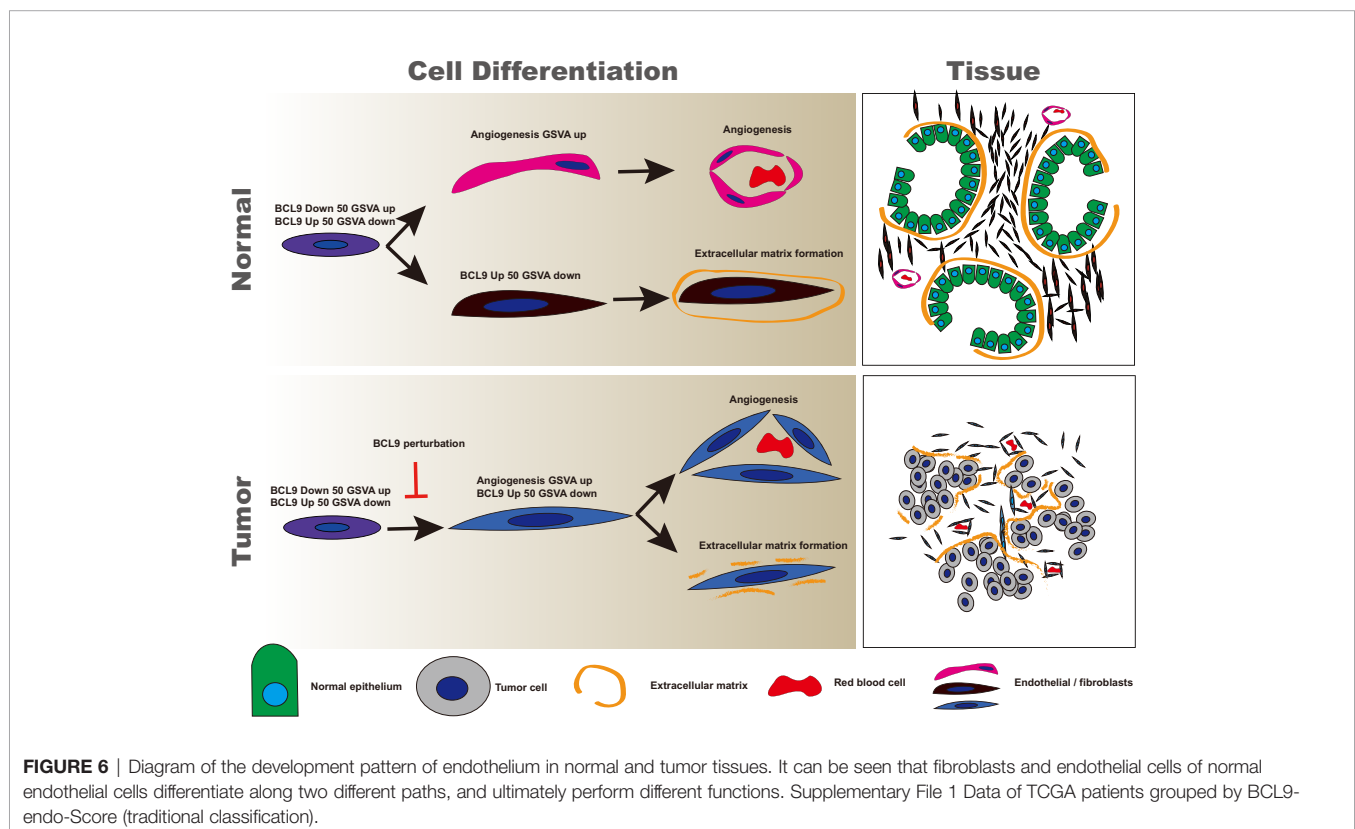 Cell Differentiation
Tissue
Normal
Angiogenesis GSVA up
Angiogenesis
BCL9 Down 50 GSVA up
BCL9 Up 50 GSVA down
BCL9 Up 50 GSVA down
Extracellular matrix formation
Tumor
BCL9 perturbation
BCL9 Down 50 GSVA up
BCL9 Up 50 GSVA down
Angiogenesis GSVA up
BCL9 Up 50 GSVA down
Angiogenesis
Extracellular matrix formation
Normal epithelium
Tumor cell
Extracellular matrix
Red blood cell
Endothelial / fibroblasts
FIGURE 6 | Diagram of the development pattern of endothelium in normal and tumor tissues. It can be seen that fibroblasts and endothelial cells of normal
endothelial cells differentiate along two different paths, and ultimately perform different functions. Supplementary File 1 Data of TCGA patients grouped by BCL9-
endo-Score (traditional classification).